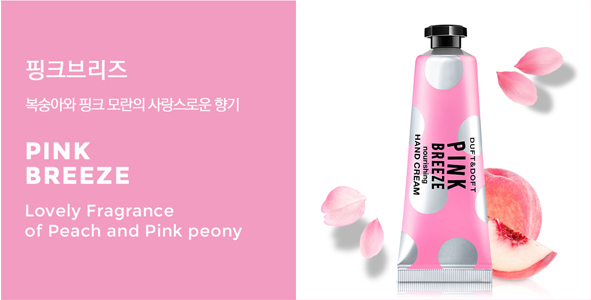 핑크브리즈
복숭아와 핑크 모란의 사랑스로운 향기
PINK
BREEZE
Lovely Fragrance
of Peach and Pink peony
DUFT&DOFT
PINK
BREEZE
nourishing
HAND CREAM